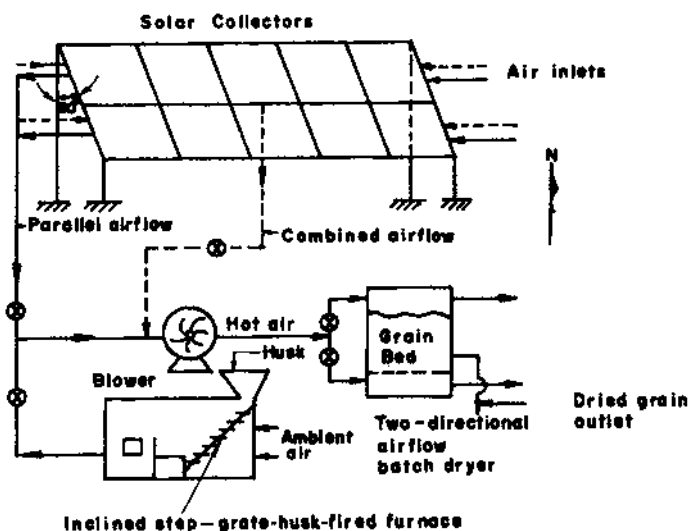 Solar Collectors
Air inlets
N
Parallel airflow
Combined airflow
Hot air
Husk
Blower
Grain
Bed
Ambient
air
Two-directional
airflow
batch dryer
Dried grain
outlet
Inclined step-grate-husk-fired furnace